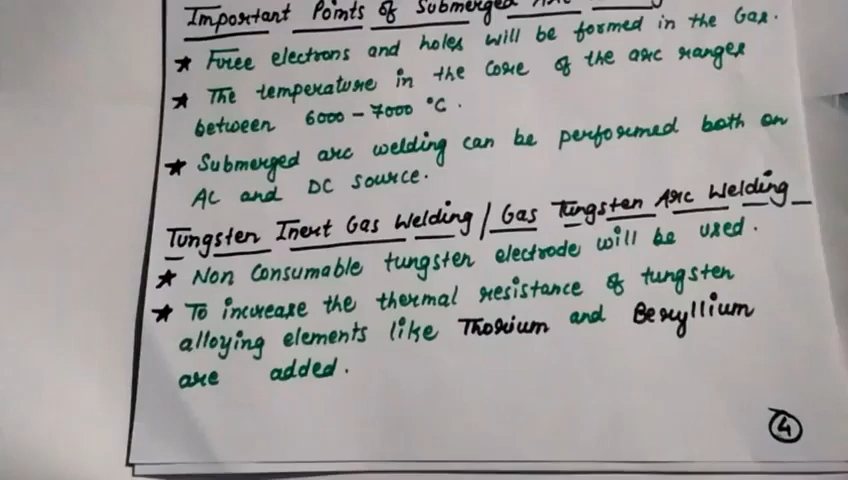 Important Points of Submerged Arc
★ Free electrons and holes will be formed in the Gas.
★ The temperature in the core of the arc ranges
between 6000 - 7000 °C.
★ Submerged arc welding can be performed both on
AC and DC source.
Tungsten Inert Gas Welding / Gas Tungsten Arc Welding
★ Non Consumable tungsten electrode will be used.
★ To increase the thermal resistance of tungsten
alloying elements like Thorium and Beryllium
are added.
4